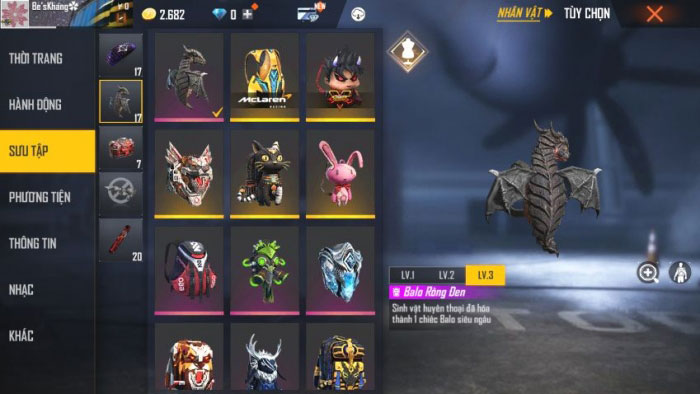 Be'sKhang✿
2.682
0
NHÂN VẬT
TÙY CHỌN
THỜI TRANG
HÀNH ĐỘNG
SƯU TẬP
PHƯƠNG TIỆN
THÔNG TIN
NHẠC
KHÁC
17
17
7
20
McLaren
RACING
LV.1
LV.2
LV.3
Balo Rồng Đen
Sinh vật huyền thoại đã hóa
thành 1 chiếc Balo siêu ngầu